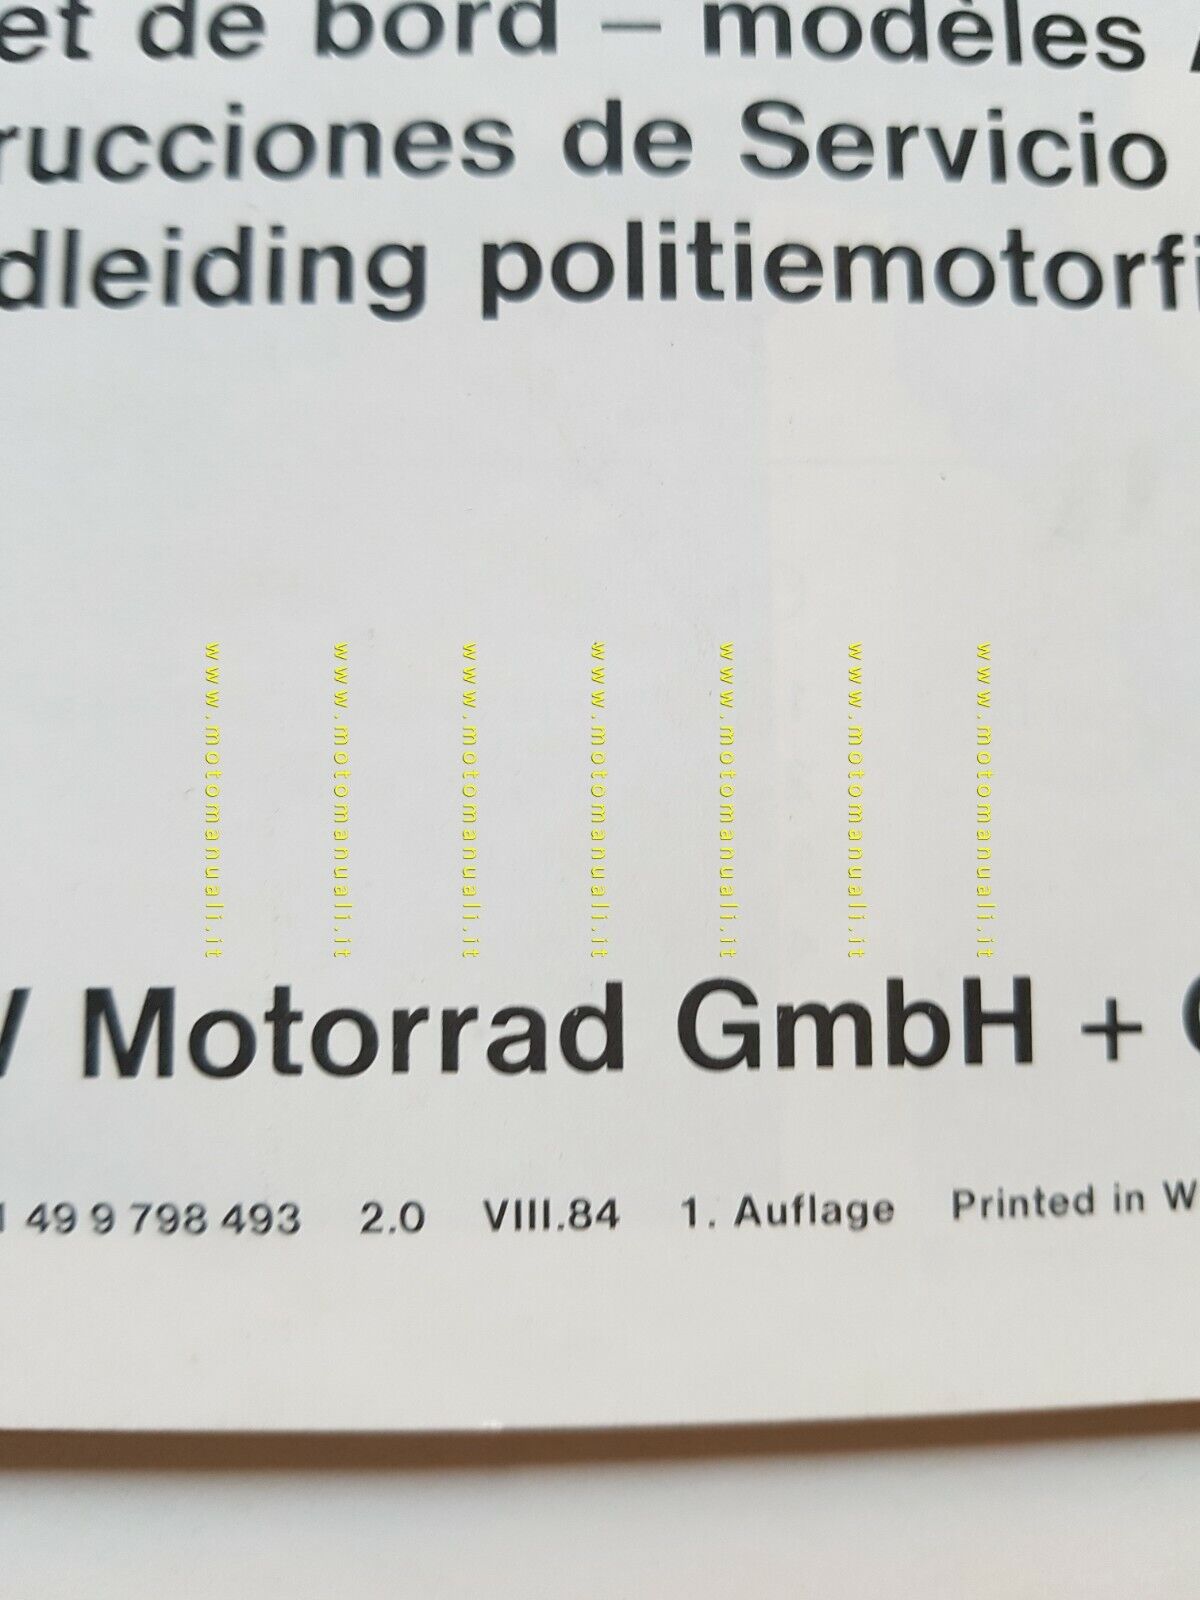 et de bord – modèles
rucciones de Servicio
dleiding politiemotorfi
www.motomanuali.it
www.motomanuali.it
www.motomanuali.it
www.motomanuali.it
www.motomanuali.it
www.motomanuali.it
www.motomanuali.it
Motorrad GmbH +
49 9 798 493 2.0 VIII.84 1. Auflage Printed in W